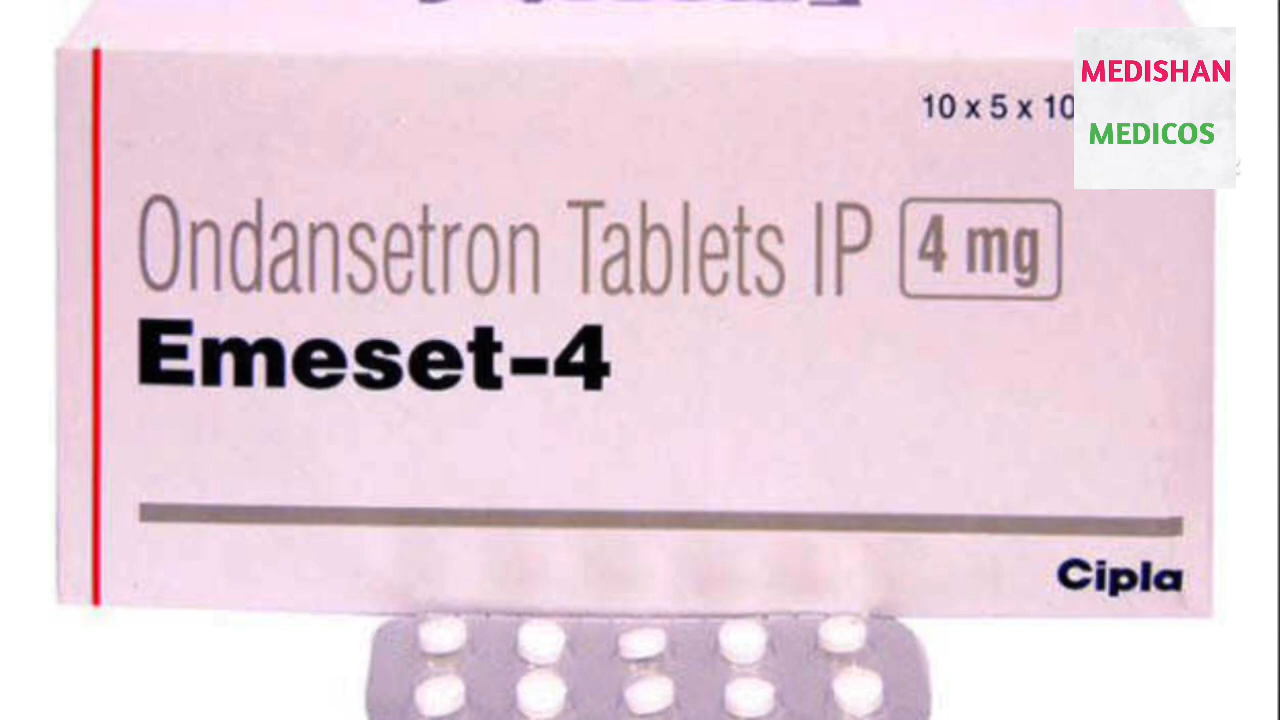 10 x 5 x 10
MEDISHAN
MEDICOS
Ondansetron Tablets IP 4 mg
Emeset-4
Cipla